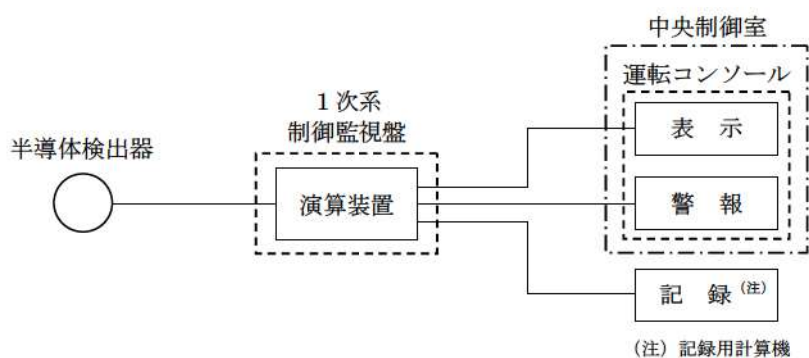 中央制御室
運転コンソール
1次系
制御監視盤
半導体検出器
演算装置
表　示
警　報
記　録（注）
（注）記録用計算機